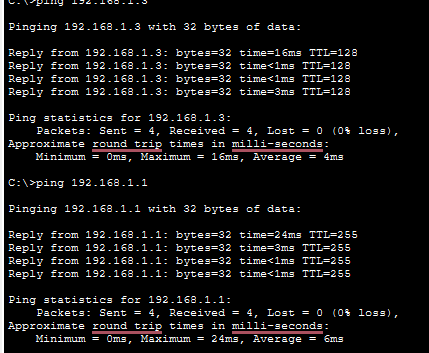 C:\>ping 192.168.1.3
Pinging 192.168.1.3 with 32 bytes of data:
Reply from 192.168.1.3: bytes=32 time=16ms TTL=128
Reply from 192.168.1.3: bytes=32 time<1ms TTL=128
Reply from 192.168.1.3: bytes=32 time<1ms TTL=128
Reply from 192.168.1.3: bytes=32 time=3ms TTL=128
Ping statistics for 192.168.1.3:
Packets: Sent = 4, Received = 4, Lost = 0 (0% loss),
Approximate round trip times in milli-seconds:
Minimum = 0ms, Maximum = 16ms, Average = 4ms
C:\>ping 192.168.1.1
Pinging 192.168.1.1 with 32 bytes of data:
Reply from 192.168.1.1: bytes=32 time=24ms TTL=255
Reply from 192.168.1.1: bytes=32 time=3ms TTL=255
Reply from 192.168.1.1: bytes=32 time<1ms TTL=255
Reply from 192.168.1.1: bytes=32 time<1ms TTL=255
Ping statistics for 192.168.1.1:
Packets: Sent = 4, Received = 4, Lost = 0 (0% loss),
Approximate round trip times in milli-seconds:
Minimum = 0ms, Maximum = 24ms, Average = 6ms